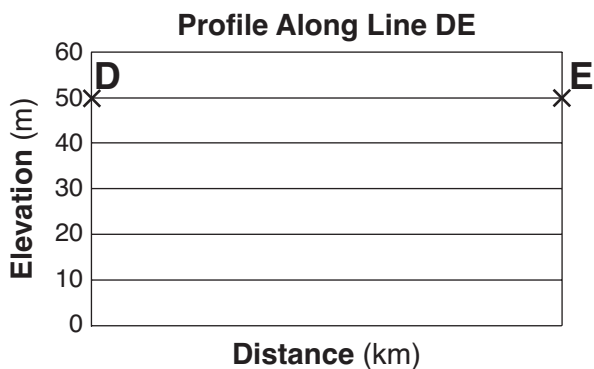 Profile Along Line DE
60
D
E
50
40
30
20
10
0
Elevation (m)
Distance (km)